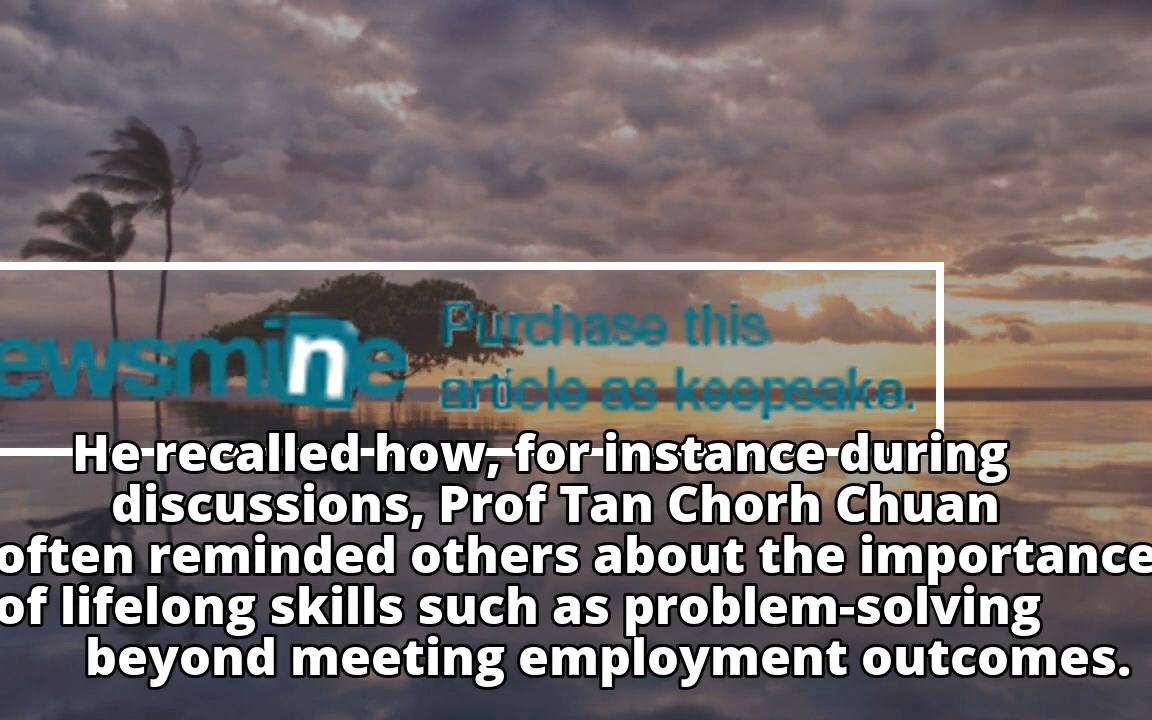 ewsmine
Purchase this
article as keepsake.
He recalled how, for instance during
discussions, Prof Tan Chorh Chuan
often reminded others about the importance
of lifelong skills such as problem-solving
beyond meeting employment outcomes.